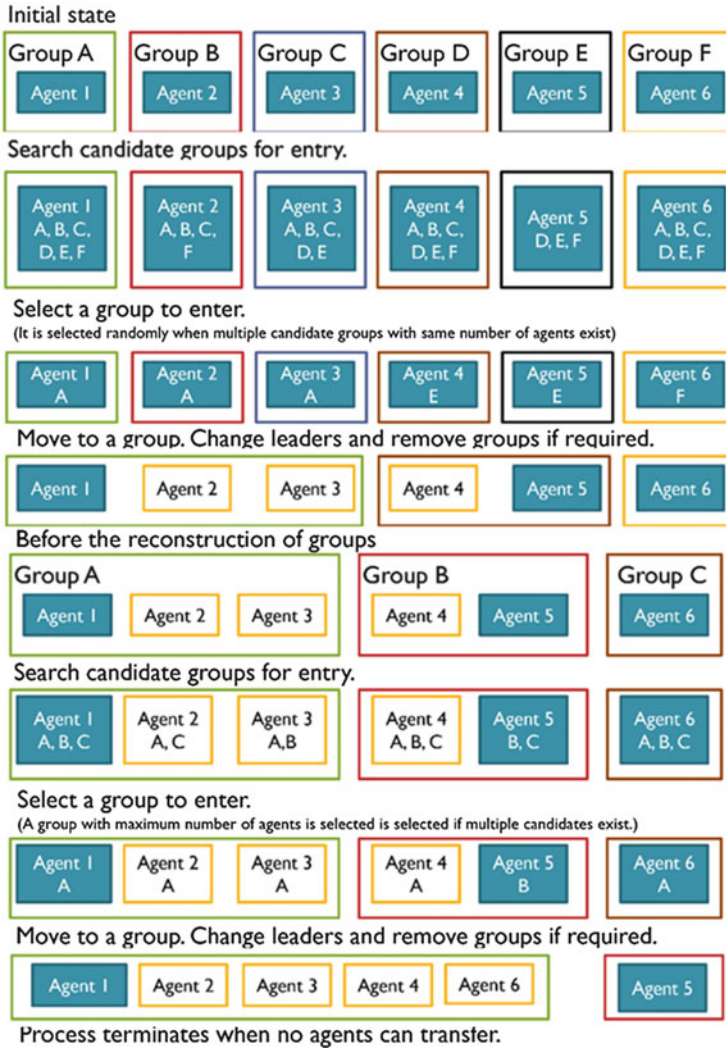 Initial state
Group A Group B Group C Group D Group E Group F
Agent 1 Agent 2 Agent 3 Agent 4 Agent 5 Agent 6
Search candidate groups for entry.
Agent 1 Agent 2 Agent 3 Agent 4 Agent 5 Agent 6
A, B, C, A, B, C, A, B, C, A, B, C, D, E, F A, B, C,
D, E, F F D, E D, E, F D, E, F
Select a group to enter.
(It is selected randomly when multiple candidate groups with same number of agents exist)
Agent 1 Agent 2 Agent 3 Agent 4 Agent 5 Agent 6
A A A E E F
Move to a group. Change leaders and remove groups if required.
Agent 1 Agent 2 Agent 3 Agent 4 Agent 5 Agent 6
Before the reconstruction of groups
Group A Group B Group C
Agent 1 Agent 2 Agent 3 Agent 4 Agent 5 Agent 6
Search candidate groups for entry.
Agent 1 Agent 2 Agent 3 Agent 4 Agent 5 Agent 6
A, B, C A, C A,B A, B, C B, C A, B, C
Select a group to enter.
(A group with maximum number of agents is selected is selected if multiple candidates exist.)
Agent 1 Agent 2 Agent 3 Agent 4 Agent 5 Agent 6
A A A A B A
Move to a group. Change leaders and remove groups if required.
Agent 1 Agent 2 Agent 3 Agent 4 Agent 6 Agent 5
Process terminates when no agents can transfer.